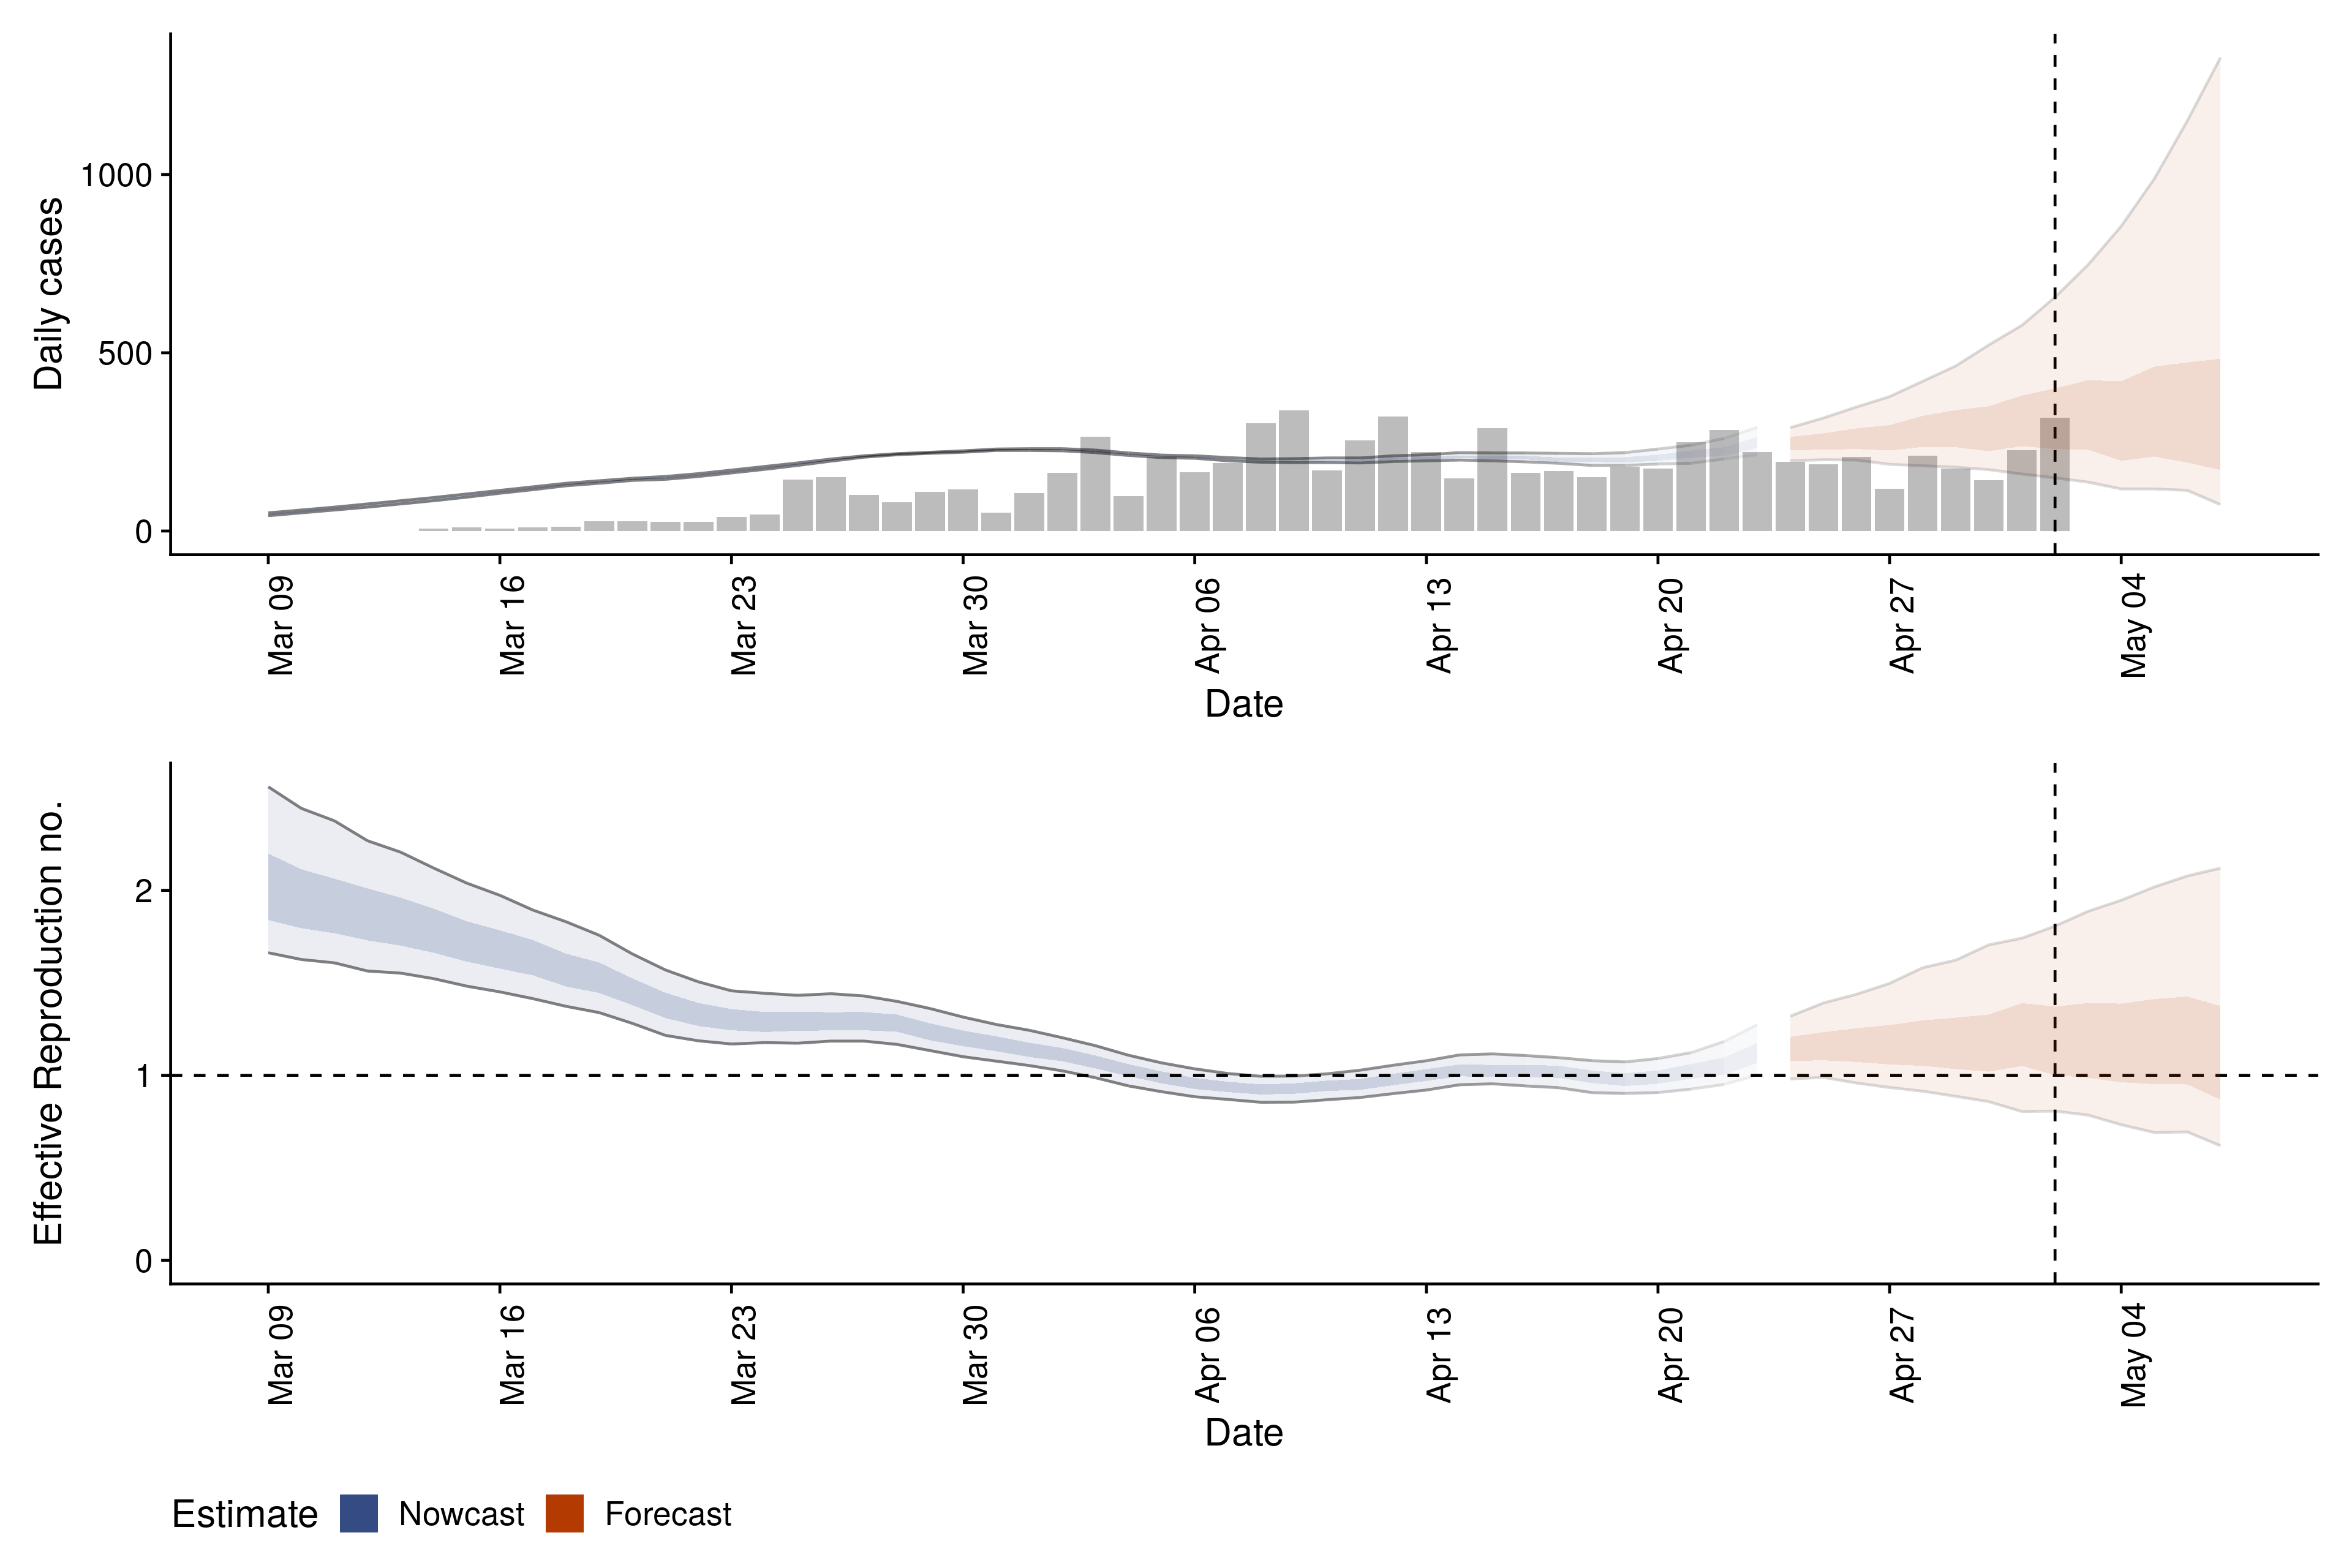 Daily cases
1000
500
0
Mar 09
Mar 16
Mar 23
Mar 30
Apr 06
Apr 13
Apr 20
Apr 27
May 04
Date
Effective Reproduction no.
2
1
0
Mar 09
Mar 16
Mar 23
Mar 30
Apr 06
Apr 13
Apr 20
Apr 27
May 04
Date
Estimate Nowcast Forecast